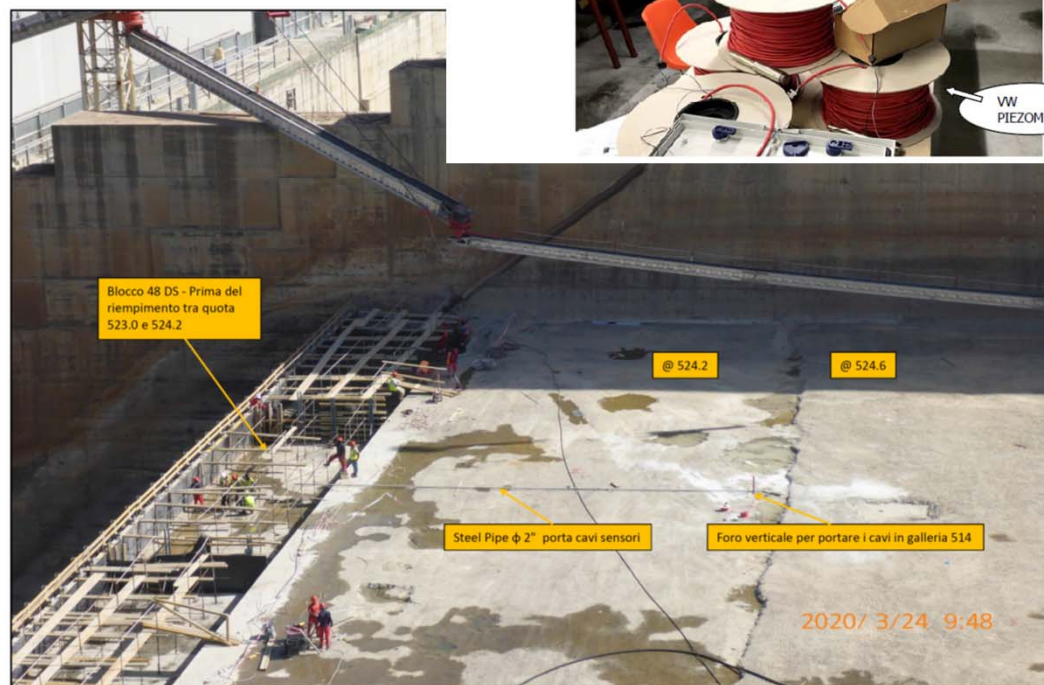 VW
Blocco 48 DS - Prima del
riempimento tra quota
523.0 e 524.2
@ 524.2
@ 524.6
Steel Pipe ф 2" porta cavi sensori
Foro verticale per portare i cavi in galleria 514
2020/ 3/24 9:48